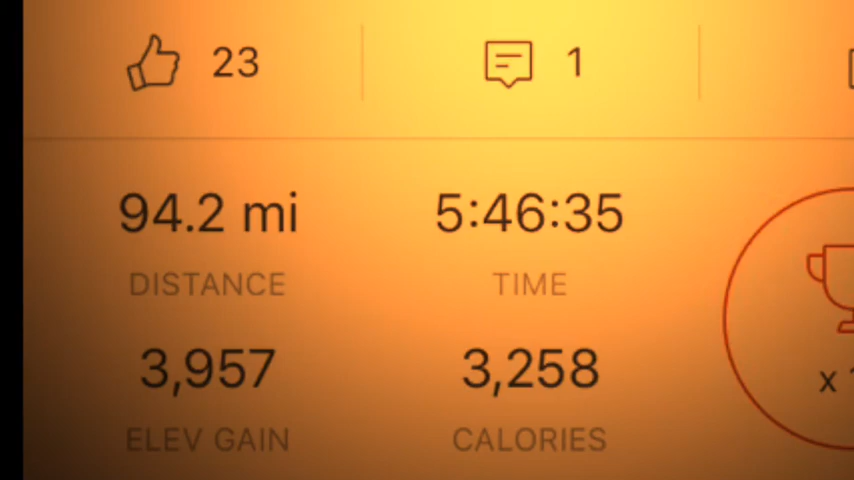 23 1
94.2 mi 5:46:35
DISTANCE TIME
3,957 3,258
x
ELEV GAIN CALORIES